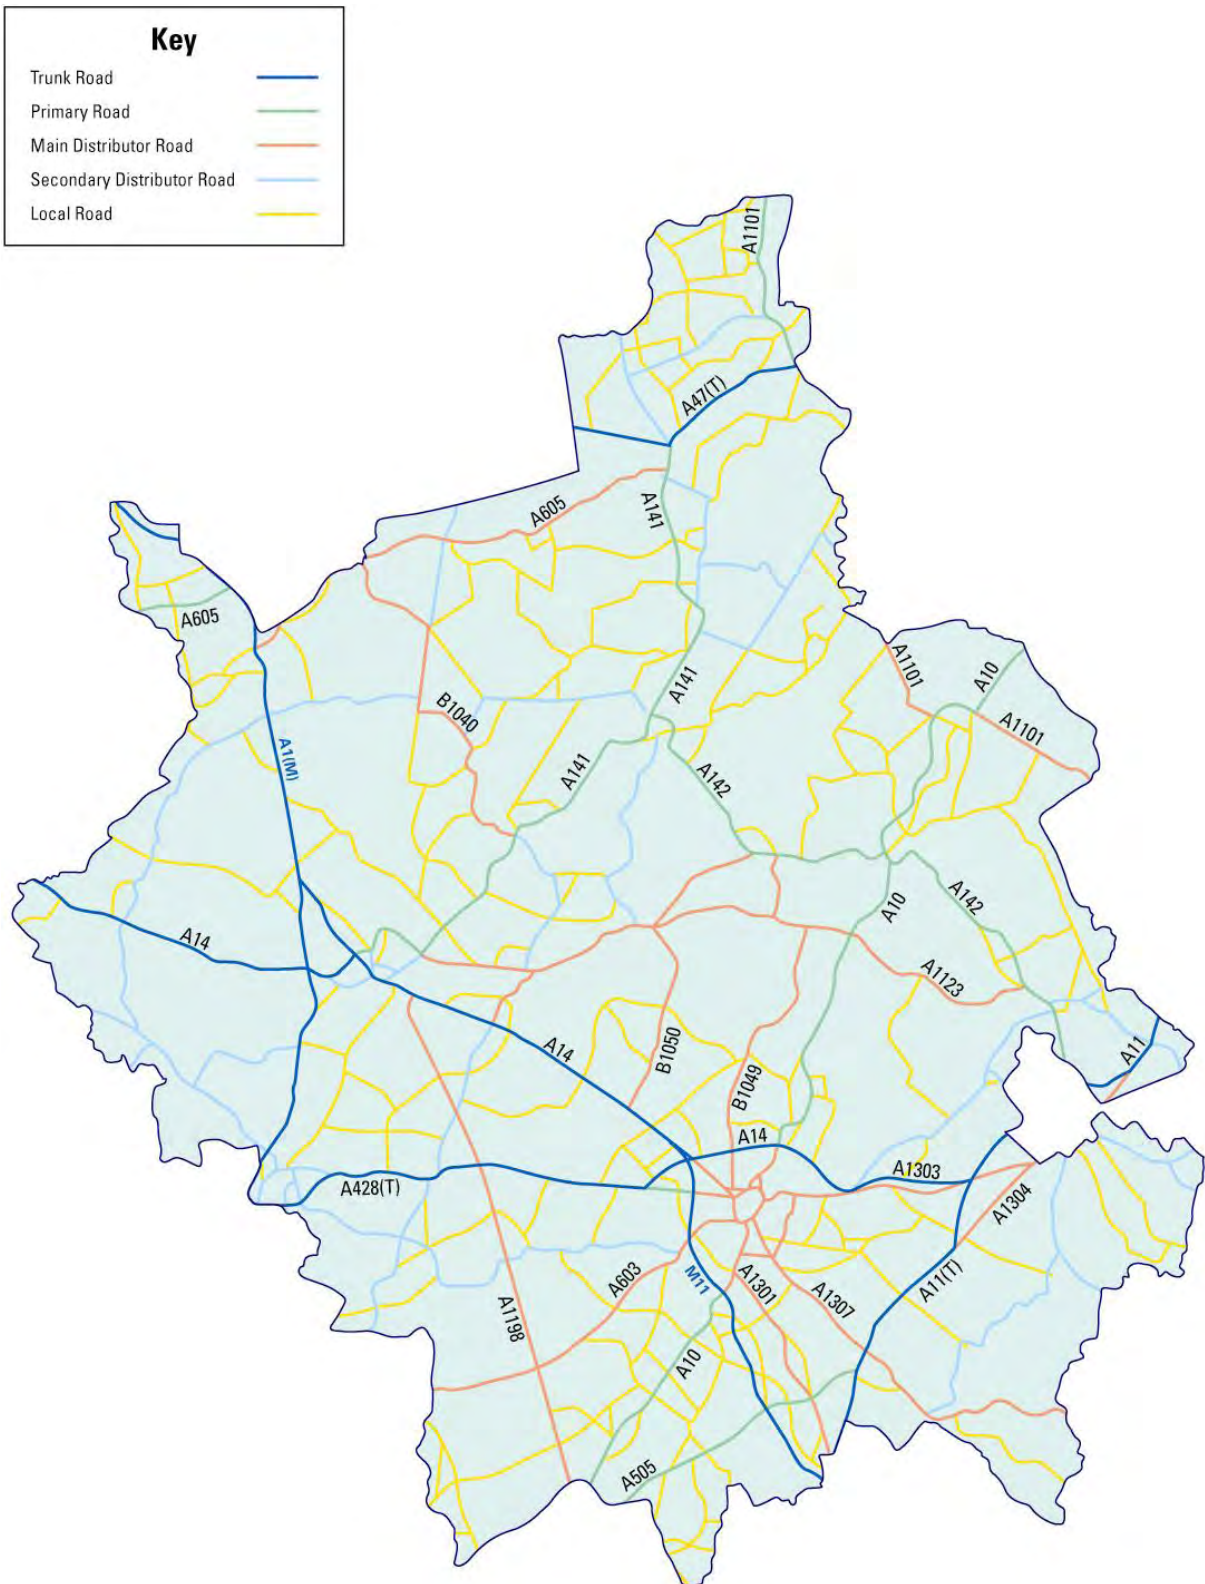 Key
Trunk Road
Primary Road
Main Distributor Road
Secondary Distributor Road
Local Road
A1101
A47(T)
A605
A141
A605
A1101
A10
A141
B1040
A1101
A1(M)
A141
A142
A142
A10
A14
A1123
A14
B1050
A11
B1049
A14
A1303
A428(T)
A1304
A603
M11
A1301
A1307
A11(T)
A1198
A10
A505